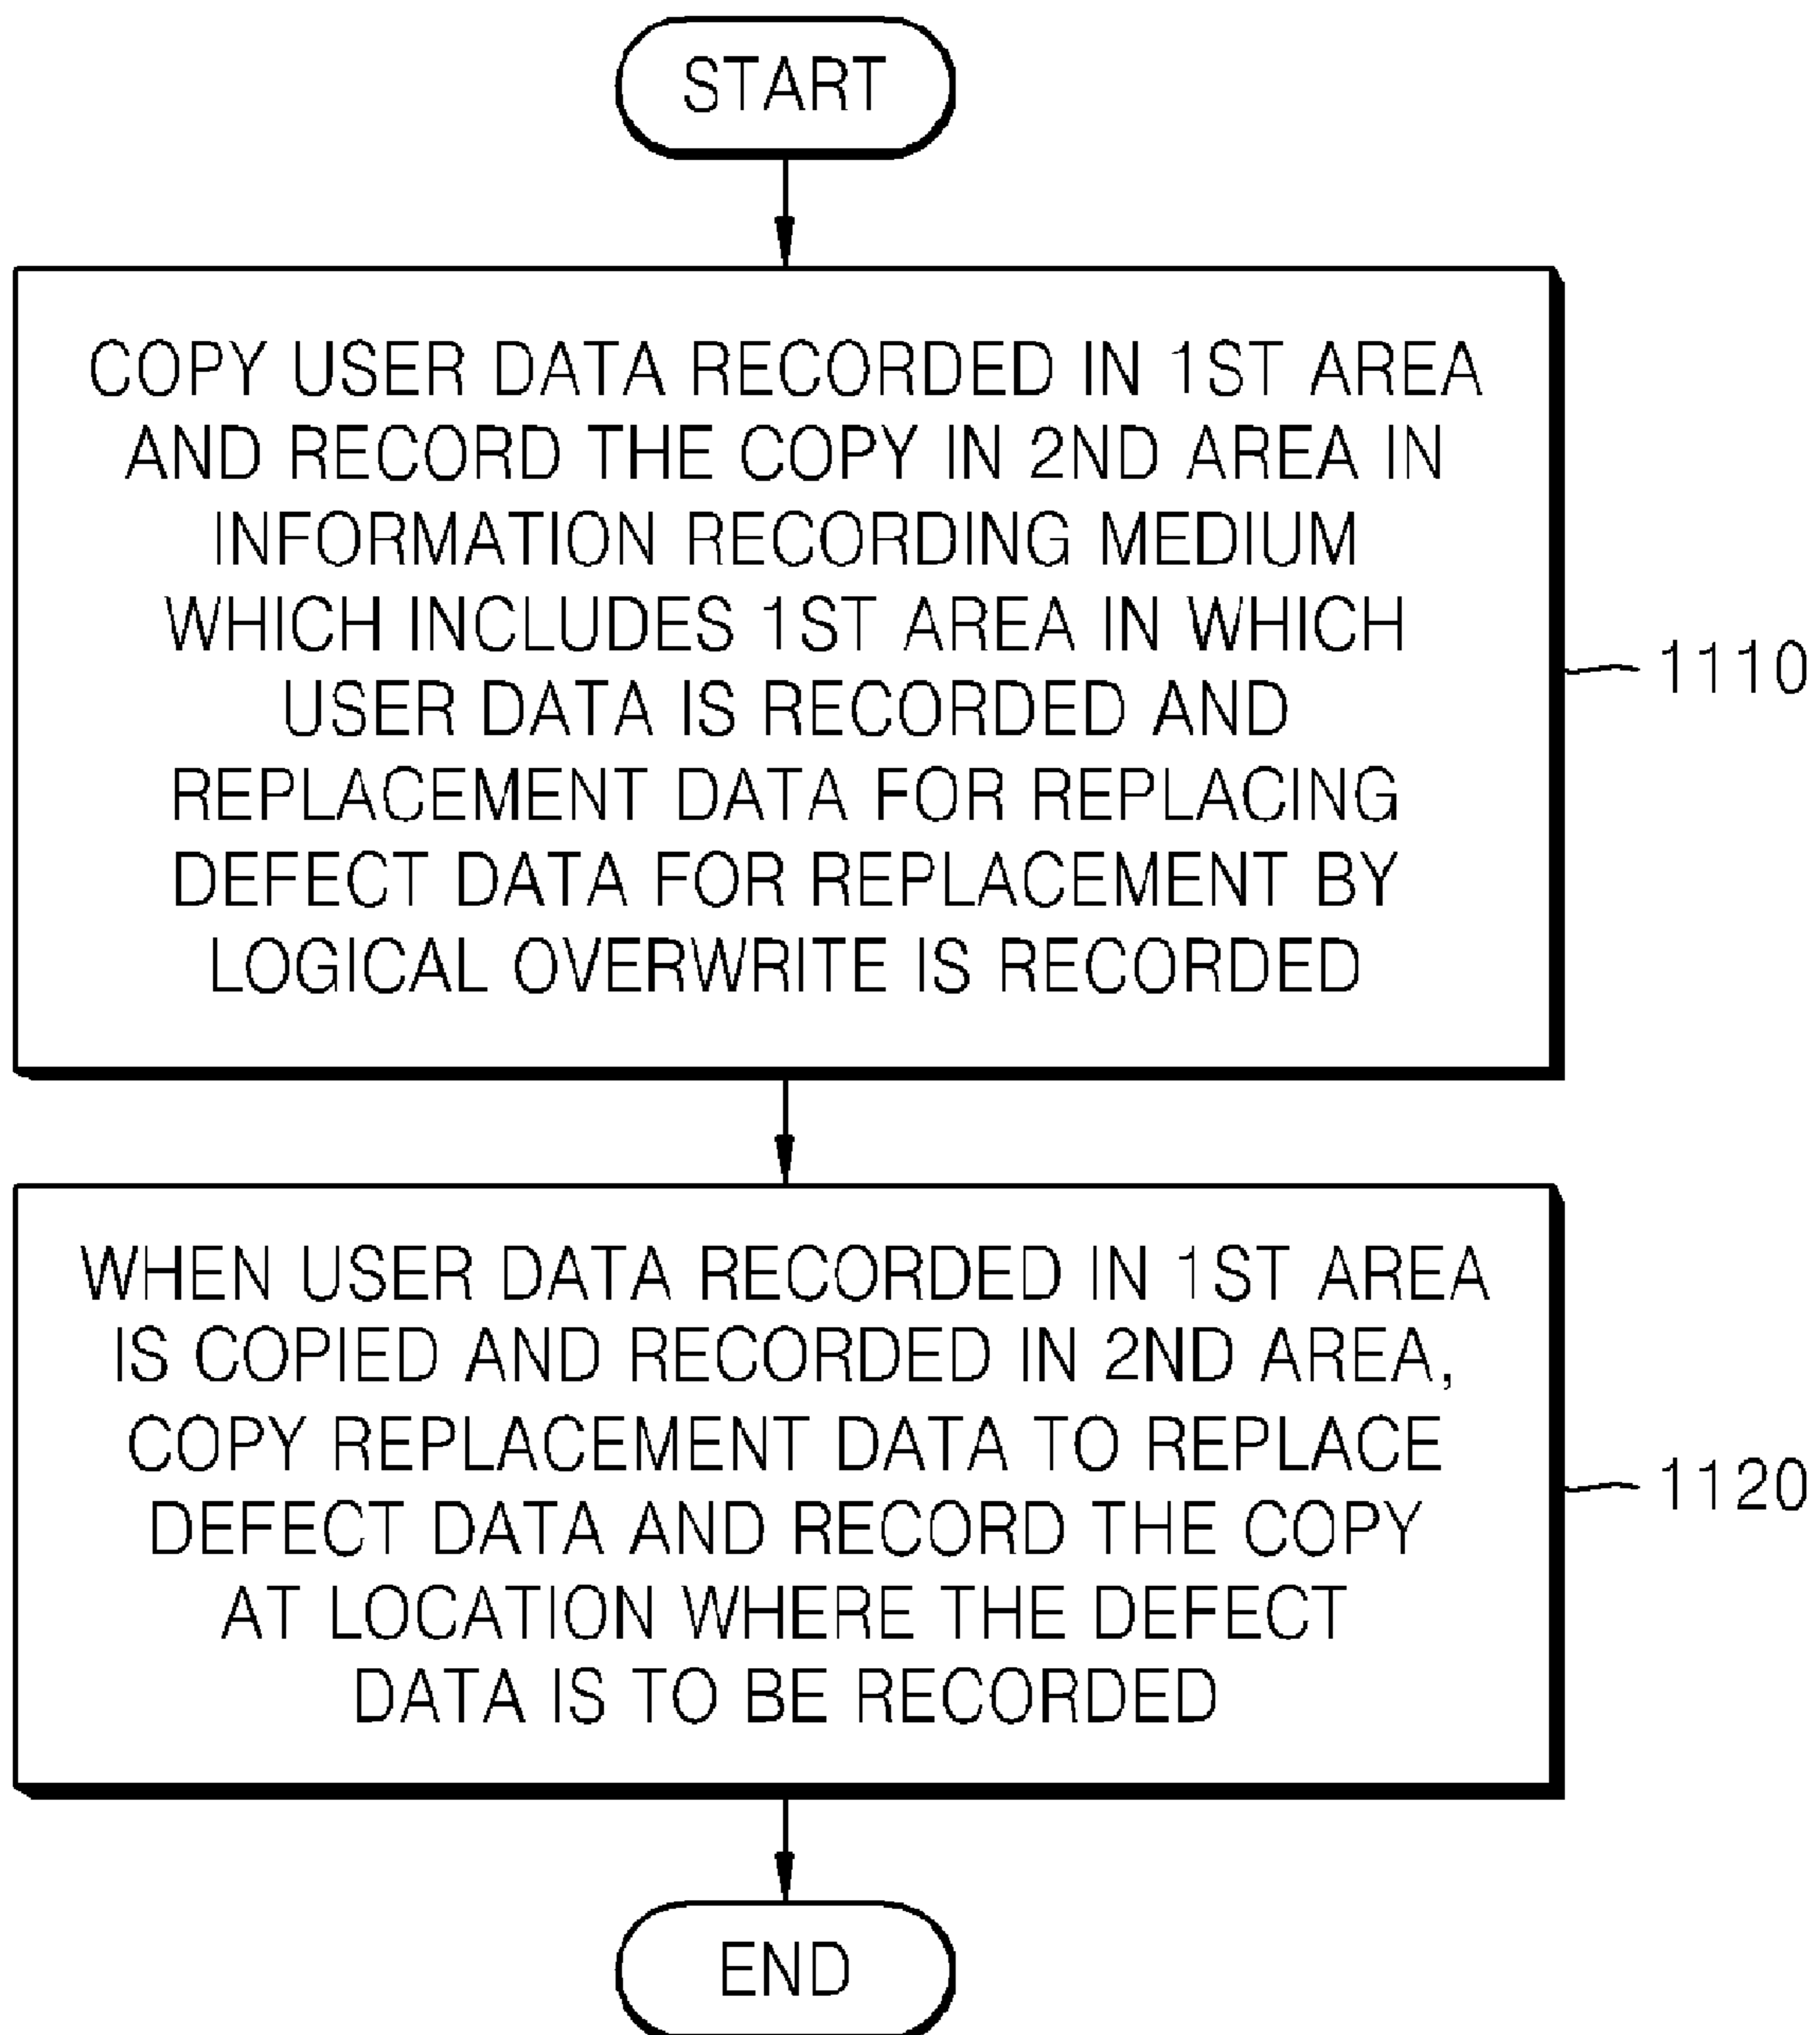 START
COPY USER DATA RECORDED IN 1ST AREA
AND RECORD THE COPY IN 2ND AREA IN
INFORMATION RECORDING MEDIUM
WHICH INCLUDES 1ST AREA IN WHICH
USER DATA IS RECORDED AND
REPLACEMENT DATA FOR REPLACING
DEFECT DATA FOR REPLACEMENT BY
LOGICAL OVERWRITE IS RECORDED
1110
WHEN USER DATA RECORDED IN 1ST AREA
IS COPIED AND RECORDED IN 2ND AREA,
COPY REPLACEMENT DATA TO REPLACE
DEFECT DATA AND RECORD THE COPY
AT LOCATION WHERE THE DEFECT
DATA IS TO BE RECORDED
1120
END